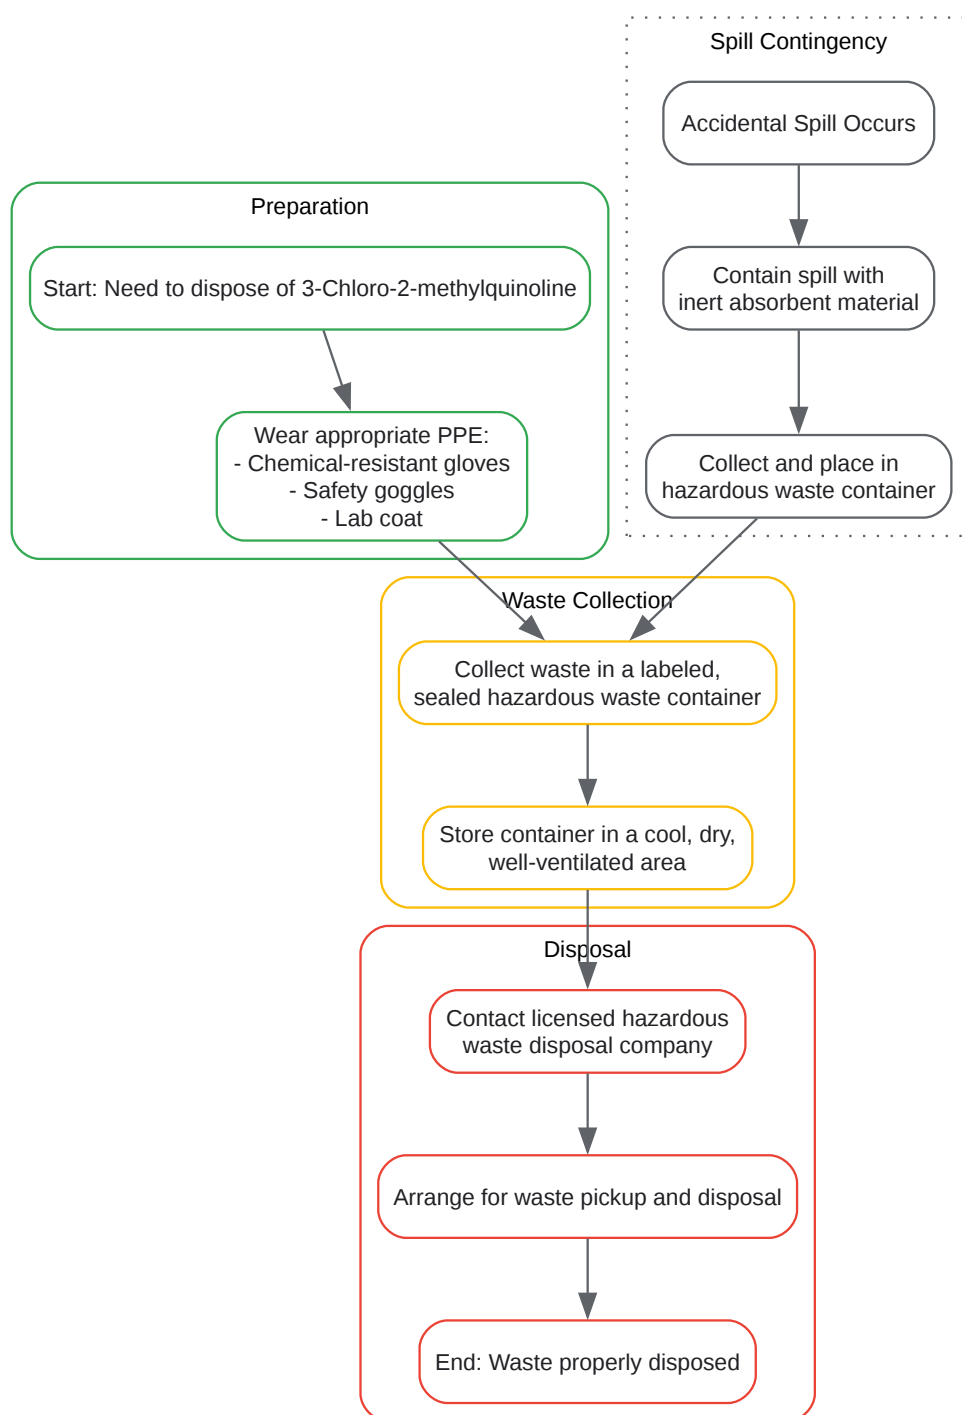 Spill Contingency
Accidental Spill Occurs
Contain spill with
inert absorbent material
Collect and place in
hazardous waste container
Preparation
Start: Need to dispose of 3-Chloro-2-methylquinoline
Wear appropriate PPE:
- Chemical-resistant gloves
- Safety goggles
- Lab coat
Waste Collection
Collect waste in a labeled,
sealed hazardous waste container
Store container in a cool, dry,
well-ventilated area
Disposal
Contact licensed hazardous
waste disposal company
Arrange for waste pickup and disposal
End: Waste properly disposed